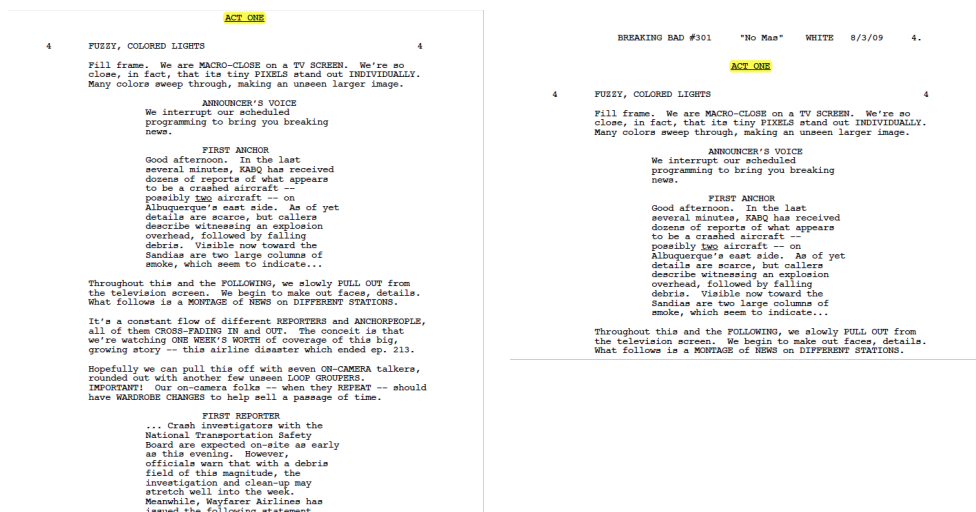 ACT ONE
4 FUZZY, COLORED LIGHTS 4
Fill frame. We are MACRO-CLOSE on a TV SCREEN. We're so
close, in fact, that its tiny PIXELS stand out INDIVIDUALLY.
Many colors sweep through, making an unseen larger image.
ANNOUNCER'S VOICE
We interrupt our scheduled
programming to bring you breaking
news.
FIRST ANCHOR
Good afternoon. In the last
several minutes, KABQ has received
dozens of reports of what appears
to be a crashed aircraft --
possibly two aircraft -- on
Albuquerque's east side. As of yet
details are scarce, but callers
describe witnessing an explosion
overhead, followed by falling
debris. Visible now toward the
Sandias are two large columns of
smoke, which seem to indicate...
Throughout this and the FOLLOWING, we slowly PULL OUT from
the television screen. We begin to make out faces, details.
What follows is a MONTAGE of NEWS on DIFFERENT STATIONS.
It's a constant flow of different REPORTERS and ANCHORPEOPLE,
all of them CROSS-FADING IN and OUT. The conceit is that
we're watching ONE WEEK'S WORTH of coverage of this big,
growing story -- this airline disaster which ended ep. 213.
Hopefully we can pull this off with seven ON-CAMERA talkers,
rounded out with another few unseen LOOP GROUPERS.
IMPORTANT! Our on-camera folks -- when they REPEAT -- should
have WARDROBE CHANGES to help sell a passage of time.
FIRST REPORTER
... Crash investigators with the
National Transportation Safety
Board are expected on-site as early
as this evening. However,
officials warn that with a debris
field of this magnitude, the
investigation and clean-up may
stretch well into the week.
Meanwhile, Wayfarer Airlines has
issued the following statement
BREAKING BAD #301 "No Mas" WHITE 8/3/09 4.
ACT ONE
4 FUZZY, COLORED LIGHTS 4
Fill frame. We are MACRO-CLOSE on a TV SCREEN. We're so
close, in fact, that its tiny PIXELS stand out INDIVIDUALLY.
Many colors sweep through, making an unseen larger image.
ANNOUNCER'S VOICE
We interrupt our scheduled
programming to bring you breaking
news.
FIRST ANCHOR
Good afternoon. In the last
several minutes, KABQ has received
dozens of reports of what appears
to be a crashed aircraft --
possibly two aircraft -- on
Albuquerque's east side. As of yet
details are scarce, but callers
describe witnessing an explosion
overhead, followed by falling
debris. Visible now toward the
Sandias are two large columns of
smoke, which seem to indicate...
Throughout this and the FOLLOWING, we slowly PULL OUT from
the television screen. We begin to make out faces, details.
What follows is a MONTAGE of NEWS on DIFFERENT STATIONS.